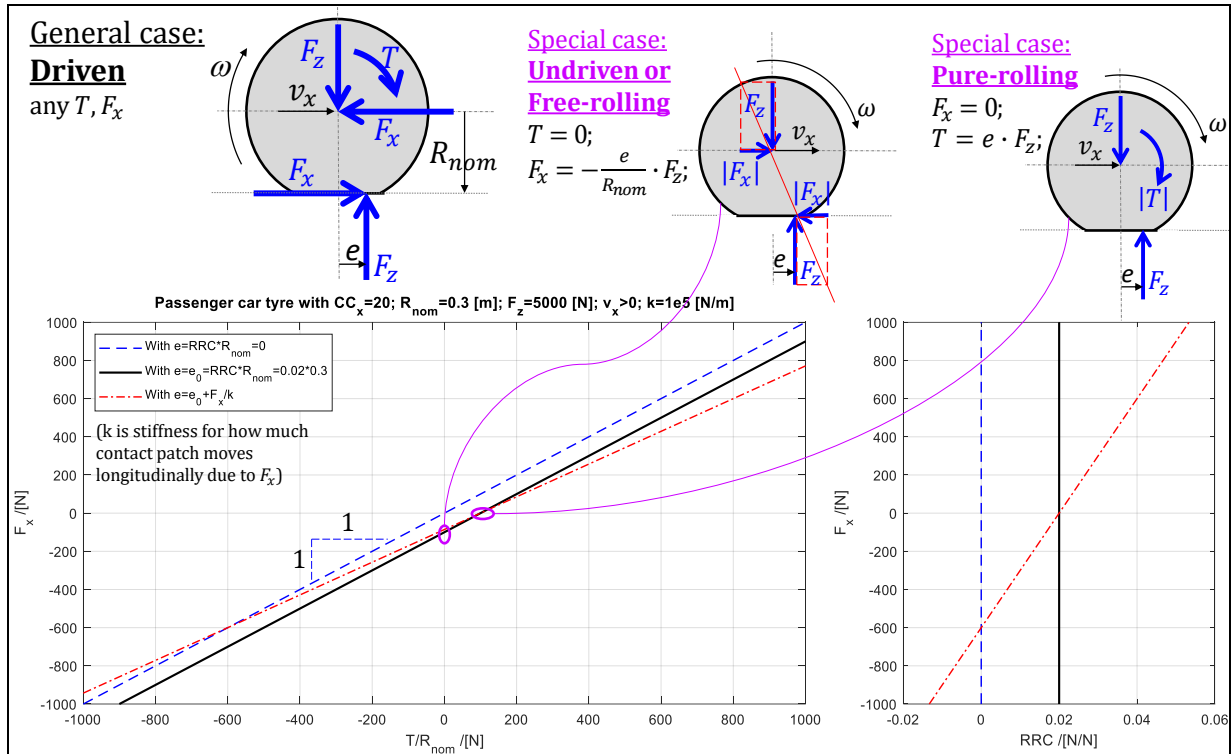 General case:
Driven
any T, F_x
ω
F_z
T
v_x
F_x
R_nom
F_x
e
F_z
Special case:
Undriven or
Free-rolling
T = 0;
F_x = − e/R_nom · F_z;
F_z
ω
v_x
|F_x|
|F_x|
e
F_z
Special case:
Pure-rolling
F_x = 0;
T = e · F_z;
ω
F_z
v_x
|T|
e
F_z
Passenger car tyre with CC_x=20; R_nom=0.3 [m]; F_z=5000 [N]; v_x>0; k=1e5 [N/m]
With e=RRC*R_nom=0
With e=e_0=RRC*R_nom=0.02*0.3
With e=e_0+F_x/k
(k is stiffness for how much
contact patch moves
longitudinally due to F_x)
1
1
F_x /[N]
1000
800
600
400
200
0
-200
-400
-600
-800
-1000
-1000
-800
-600
-400
-200
0
200
400
600
800
1000
T/R_nom /[N]
F_x /[N]
1000
800
600
400
200
0
-200
-400
-600
-800
-1000
-0.02
0
0.02
0.04
0.06
RRC /[N/N]